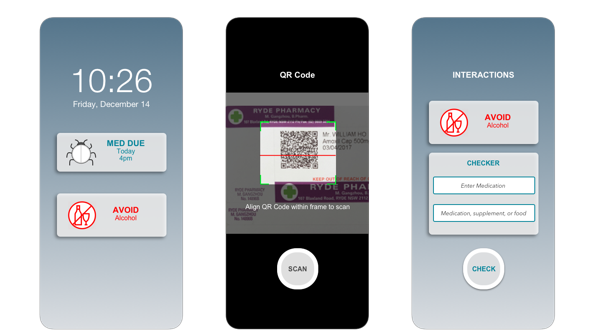 10:26
Friday, December 14
MED DUE
Today
4pm
AVOID
Alcohol
QR Code
RYDE PHARMACY
Mr WILLIAM HO
Amoxil Cap 500m
03/04/2017
KEEP OUT OF REACH OF
RYDE PHA
RYDE PHARMACY
Align QR Code within frame to scan
SCAN
INTERACTIONS
AVOID
Alcohol
CHECKER
Enter Medication
Medication, supplement, or food
CHECK